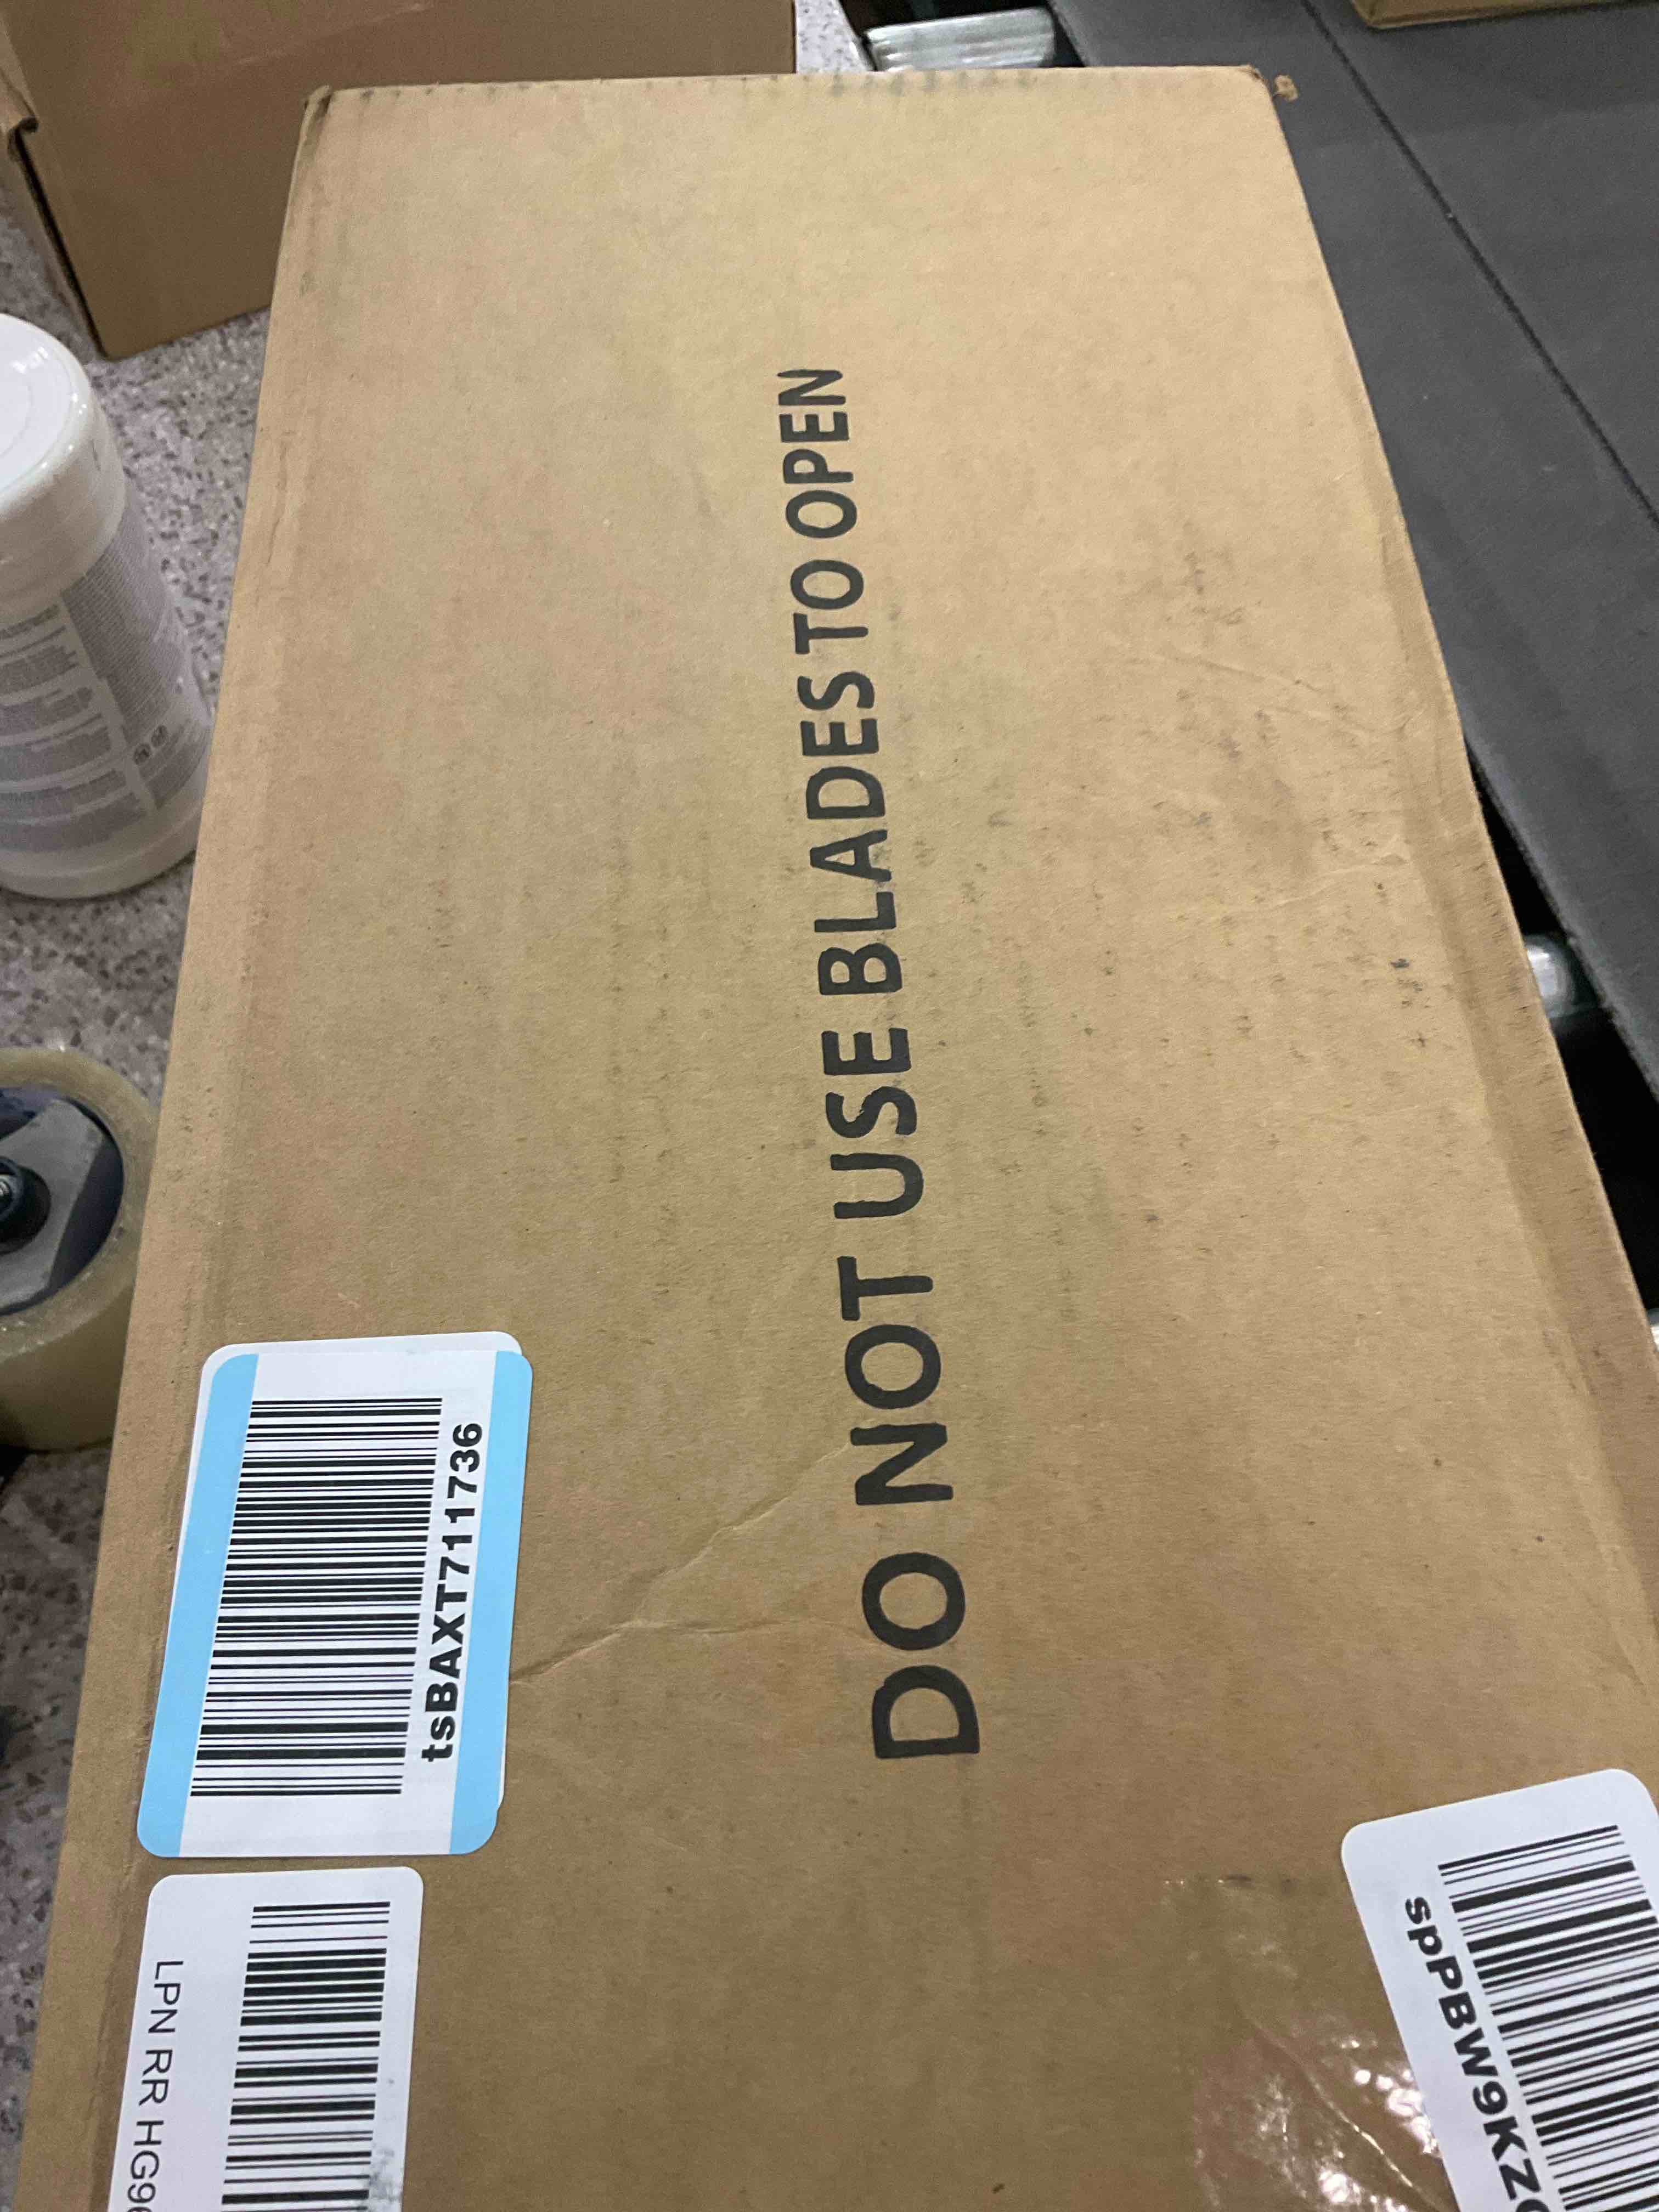 DO NOT USE BLADES TO OPEN
tsBAXT711736
LPN RR HG9
spPBW9Kz